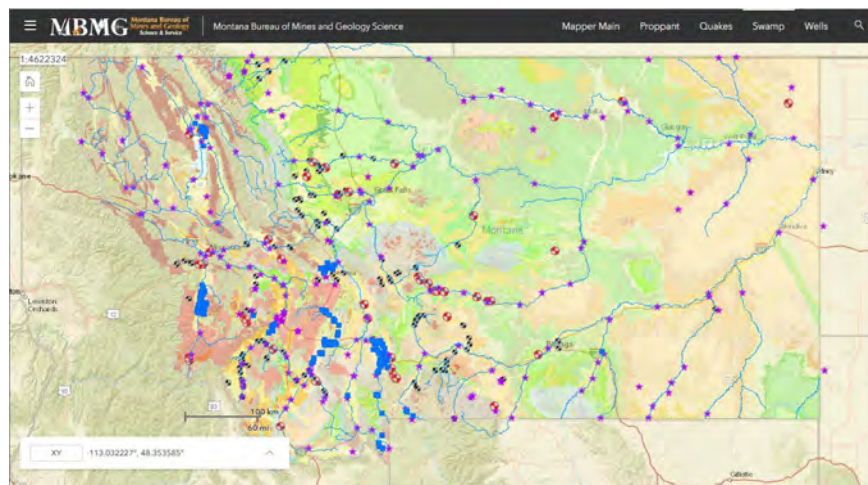 MBMG
Montana Bureau of
Mines and Geology
Science & Service
Montana Bureau of Mines and Geology Science
Mapper Main
Proppant
Quakes
Swamp
Wells
1:4622324
+
−
Glasgow
Great Falls
Sidney
Glendive
Montana
Lewiston
Orchards
Billings
100 km
60 mi
XY
-113.032227°, 48.353585°
Gillette